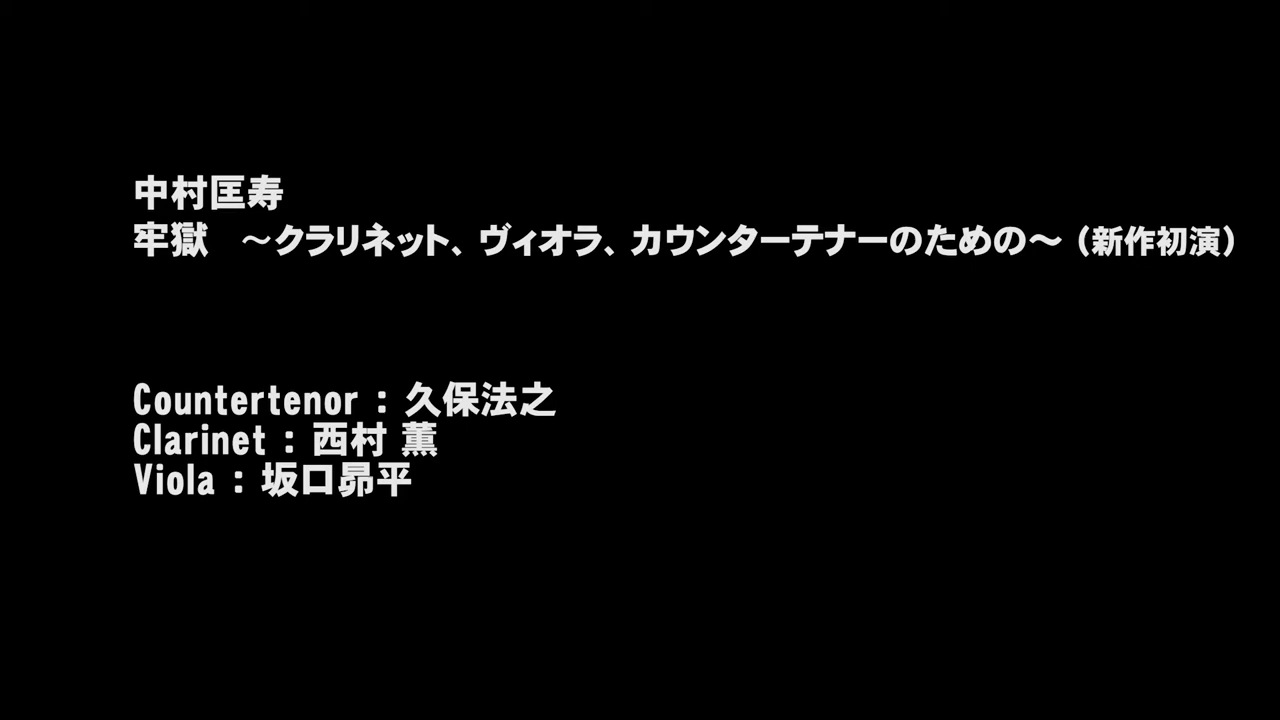 中村匡寿
牢獄　～クラリネット、ヴィオラ、カウンターテナーのための～（新作初演）
Countertenor：久保法之
Clarinet：西村 薫
Viola：坂口昴平